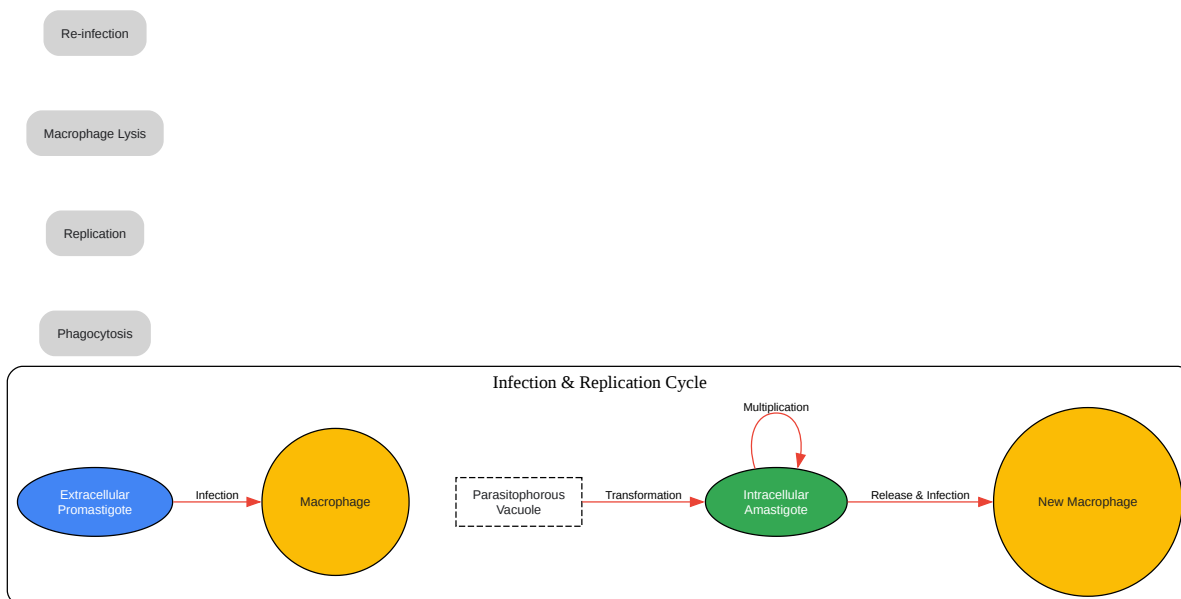 Re-infection
Macrophage Lysis
Replication
Phagocytosis
Infection & Replication Cycle
Multiplication
Extracellular
Promastigote
Infection
Macrophage
Parasitophorous
Vacuole
Transformation
Intracellular
Amastigote
Release & Infection
New Macrophage